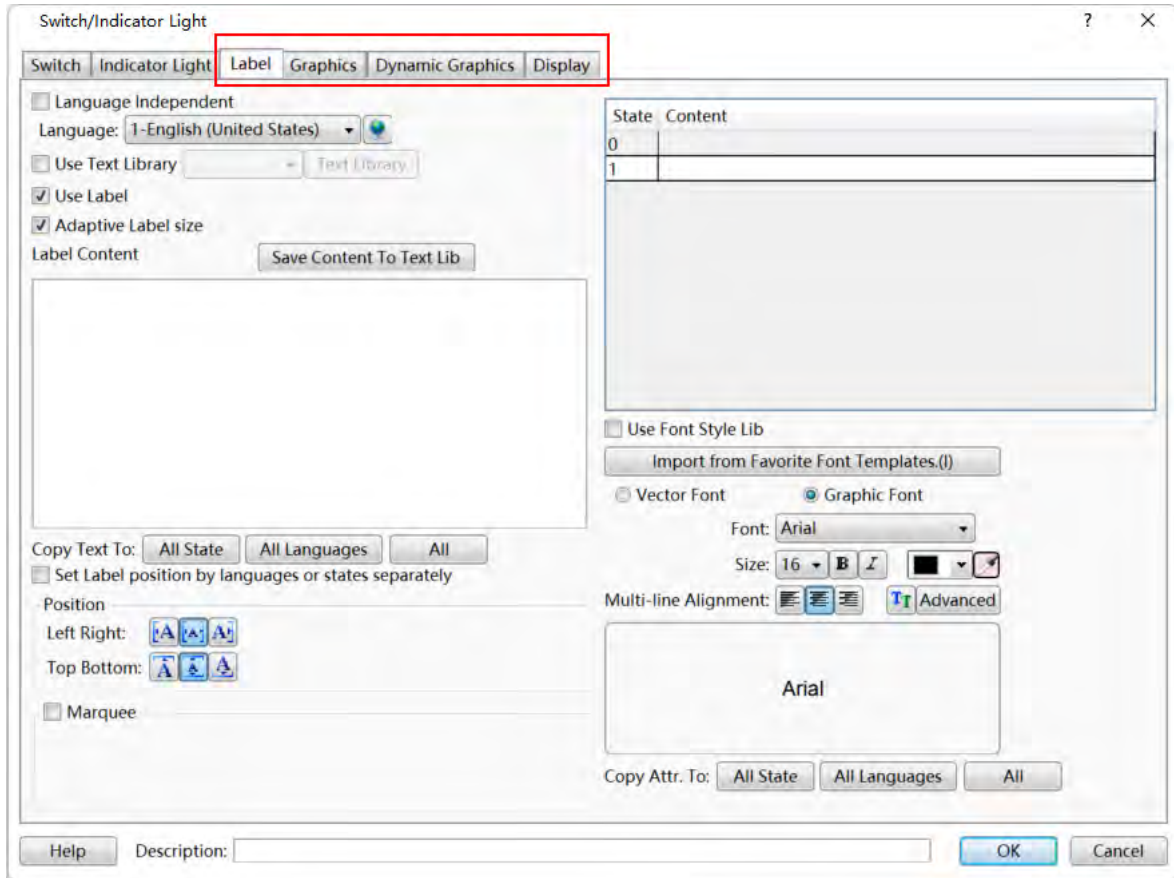 Switch/Indicator Light ? ×
Switch Indicator Light Label Graphics Dynamic Graphics Display
Language Independent
Language: 1-English (United States)
Use Text Library Text Library
Use Label
Adaptive Label size
Label Content Save Content To Text Lib
Copy Text To: All State All Languages All
Set Label position by languages or states separately
Position
Left Right: A A A
Top Bottom: A A A
Marquee
State Content
0
1
Use Font Style Lib
Import from Favorite Font Templates.(I)
Vector Font Graphic Font
Font: Arial
Size: 16 B I
Multi-line Alignment: TT Advanced
Arial
Copy Attr. To: All State All Languages All
Help Description: OK Cancel